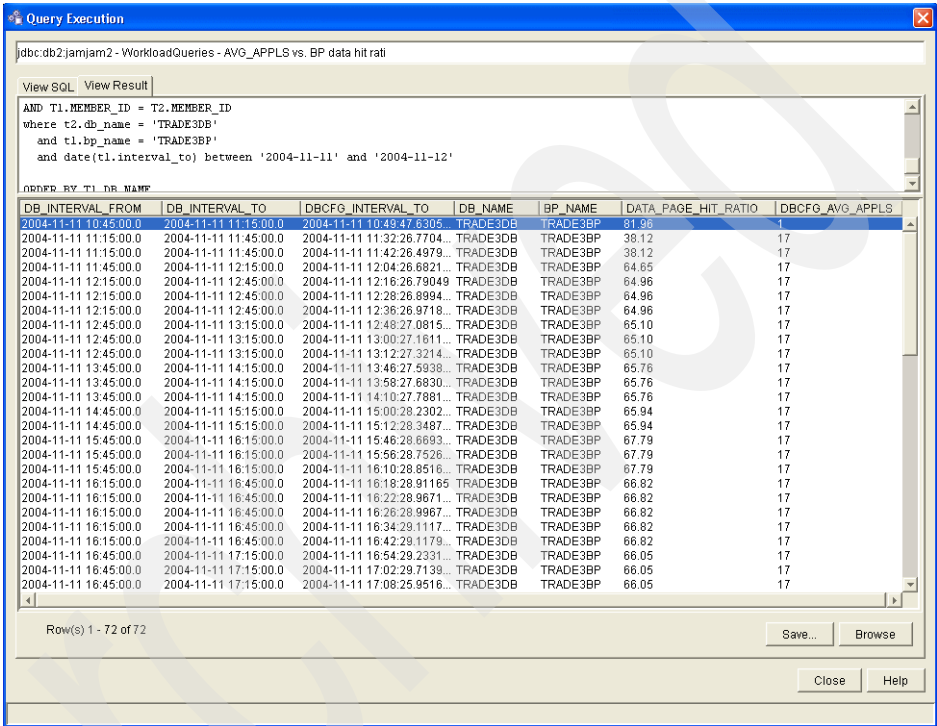 Query Execution
jdbc:db2:jamjam2 - WorkloadQueries - AVG_APPLS vs. BP data hit rati
View SQL View Result
AND T1.MEMBER_ID = T2.MEMBER_ID
where t2.db_name = 'TRADE3DB'
and t1.bp_name = 'TRADE3BP'
and date(t1.interval_to) between '2004-11-11' and '2004-11-12'
ORDER BY T1.DB_NAME
DB_INTERVAL_FROM DB_INTERVAL_TO DBCFG_INTERVAL_TO DB_NAME BP_NAME DATA_PAGE_HIT_RATIO DBCFG_AVG_APPLS
2004-11-11 10:45:00.0 2004-11-11 11:15:00.0 2004-11-11 10:49:47.6305... TRADE3DB TRADE3BP 81.96 1
2004-11-11 11:15:00.0 2004-11-11 11:45:00.0 2004-11-11 11:32:26.7704... TRADE3DB TRADE3BP 38.12 17
2004-11-11 11:15:00.0 2004-11-11 11:45:00.0 2004-11-11 11:42:26.4979... TRADE3DB TRADE3BP 38.12 17
2004-11-11 11:45:00.0 2004-11-11 12:15:00.0 2004-11-11 12:04:26.6821... TRADE3DB TRADE3BP 64.65 17
2004-11-11 12:15:00.0 2004-11-11 12:45:00.0 2004-11-11 12:16:26.79049 TRADE3DB TRADE3BP 64.96 17
2004-11-11 12:15:00.0 2004-11-11 12:45:00.0 2004-11-11 12:28:26.8994... TRADE3DB TRADE3BP 64.96 17
2004-11-11 12:15:00.0 2004-11-11 12:45:00.0 2004-11-11 12:36:26.9718... TRADE3DB TRADE3BP 64.96 17
2004-11-11 12:45:00.0 2004-11-11 13:15:00.0 2004-11-11 12:48:27.0815... TRADE3DB TRADE3BP 65.10 17
2004-11-11 12:45:00.0 2004-11-11 13:15:00.0 2004-11-11 13:00:27.1611... TRADE3DB TRADE3BP 65.10 17
2004-11-11 12:45:00.0 2004-11-11 13:15:00.0 2004-11-11 13:12:27.3214... TRADE3DB TRADE3BP 65.10 17
2004-11-11 13:45:00.0 2004-11-11 14:15:00.0 2004-11-11 13:46:27.5938... TRADE3DB TRADE3BP 65.76 17
2004-11-11 13:45:00.0 2004-11-11 14:15:00.0 2004-11-11 13:58:27.6830... TRADE3DB TRADE3BP 65.76 17
2004-11-11 13:45:00.0 2004-11-11 14:15:00.0 2004-11-11 14:10:27.7881... TRADE3DB TRADE3BP 65.76 17
2004-11-11 14:45:00.0 2004-11-11 15:15:00.0 2004-11-11 15:00:28.2302... TRADE3DB TRADE3BP 65.94 17
2004-11-11 14:45:00.0 2004-11-11 15:15:00.0 2004-11-11 15:12:28.3487... TRADE3DB TRADE3BP 65.94 17
2004-11-11 15:45:00.0 2004-11-11 16:15:00.0 2004-11-11 15:46:28.6693... TRADE3DB TRADE3BP 67.79 17
2004-11-11 15:45:00.0 2004-11-11 16:15:00.0 2004-11-11 15:56:28.7526... TRADE3DB TRADE3BP 67.79 17
2004-11-11 15:45:00.0 2004-11-11 16:15:00.0 2004-11-11 16:10:28.8516... TRADE3DB TRADE3BP 67.79 17
2004-11-11 16:15:00.0 2004-11-11 16:45:00.0 2004-11-11 16:18:28.91165 TRADE3DB TRADE3BP 66.82 17
2004-11-11 16:15:00.0 2004-11-11 16:45:00.0 2004-11-11 16:22:28.9671... TRADE3DB TRADE3BP 66.82 17
2004-11-11 16:15:00.0 2004-11-11 16:45:00.0 2004-11-11 16:26:28.9967... TRADE3DB TRADE3BP 66.82 17
2004-11-11 16:15:00.0 2004-11-11 16:45:00.0 2004-11-11 16:34:29.1117... TRADE3DB TRADE3BP 66.82 17
2004-11-11 16:15:00.0 2004-11-11 16:45:00.0 2004-11-11 16:42:29.1179... TRADE3DB TRADE3BP 66.82 17
2004-11-11 16:45:00.0 2004-11-11 17:15:00.0 2004-11-11 16:54:29.2331... TRADE3DB TRADE3BP 66.05 17
2004-11-11 16:45:00.0 2004-11-11 17:15:00.0 2004-11-11 17:02:29.7139... TRADE3DB TRADE3BP 66.05 17
2004-11-11 16:45:00.0 2004-11-11 17:15:00.0 2004-11-11 17:08:25.9516... TRADE3DB TRADE3BP 66.05 17
Row(s) 1 - 72 of 72
Save... Browse
Close Help